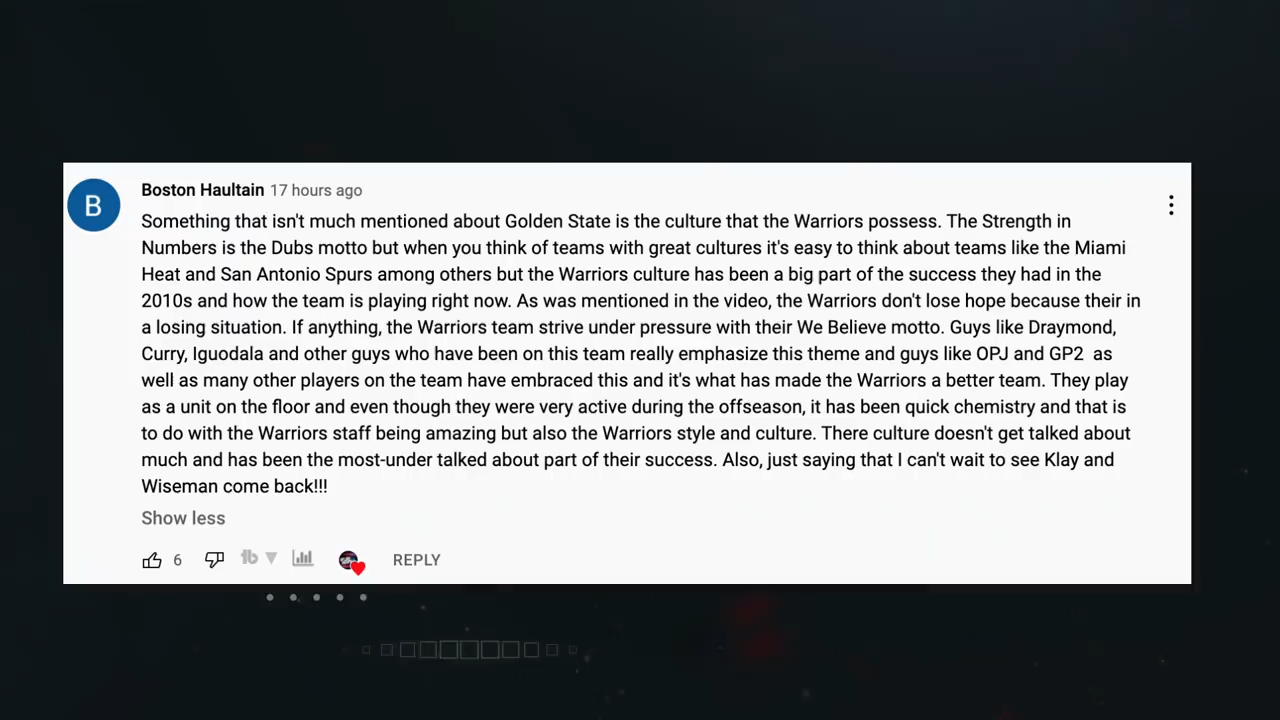 B
Boston Haultain 17 hours ago
Something that isn't much mentioned about Golden State is the culture that the Warriors possess. The Strength in
Numbers is the Dubs motto but when you think of teams with great cultures it's easy to think about teams like the Miami
Heat and San Antonio Spurs among others but the Warriors culture has been a big part of the success they had in the
2010s and how the team is playing right now. As was mentioned in the video, the Warriors don't lose hope because their in
a losing situation. If anything, the Warriors team strive under pressure with their We Believe motto. Guys like Draymond,
Curry, Iguodala and other guys who have been on this team really emphasize this theme and guys like OPJ and GP2  as
well as many other players on the team have embraced this and it's what has made the Warriors a better team. They play
as a unit on the floor and even though they were very active during the offseason, it has been quick chemistry and that is
to do with the Warriors staff being amazing but also the Warriors style and culture. There culture doesn't get talked about
much and has been the most-under talked about part of their success. Also, just saying that I can't wait to see Klay and
Wiseman come back!!!
Show less
6 tb REPLY